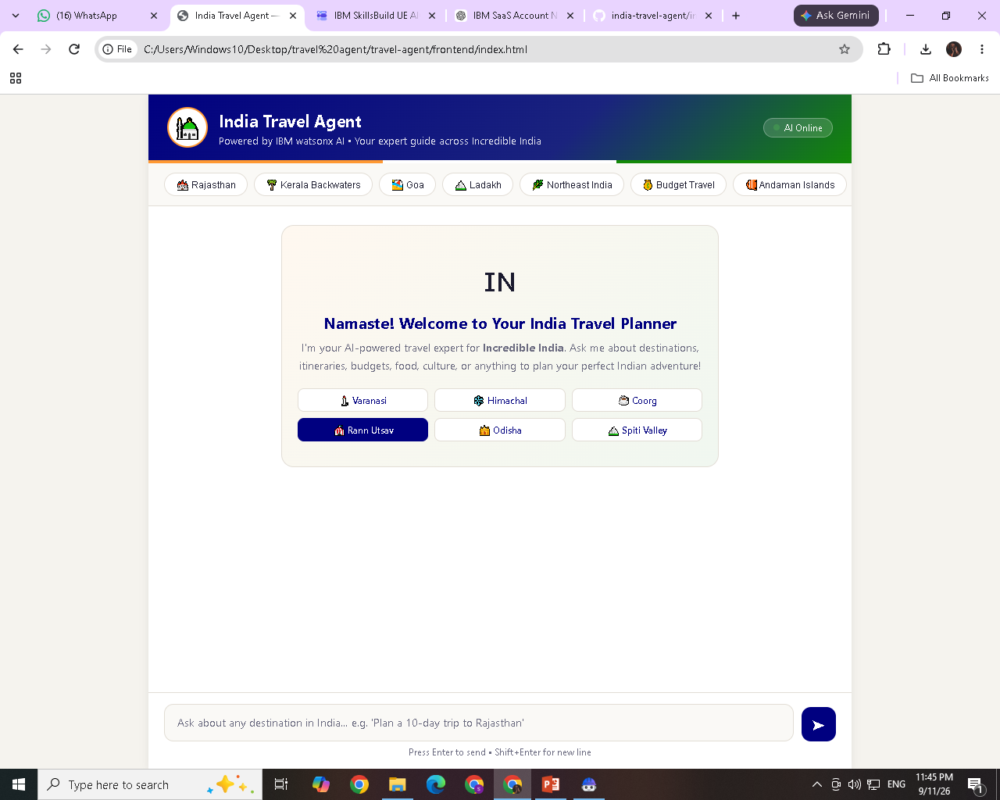 (16) WhatsApp
India Travel Agent —
IBM SkillsBuild UE AI
IBM SaaS Account N
india-travel-agent/ir
Ask Gemini
File
C:/Users/Windows10/Desktop/travel%20agent/travel-agent/frontend/index.html
All Bookmarks
India Travel Agent
Powered by IBM watsonx AI • Your expert guide across Incredible India
AI Online
Rajasthan
Kerala Backwaters
Goa
Ladakh
Northeast India
Budget Travel
Andaman Islands
IN
Namaste! Welcome to Your India Travel Planner
I'm your AI-powered travel expert for Incredible India. Ask me about destinations,
itineraries, budgets, food, culture, or anything to plan your perfect Indian adventure!
Varanasi
Himachal
Coorg
Rann Utsav
Odisha
Spiti Valley
Ask about any destination in India... e.g. 'Plan a 10-day trip to Rajasthan'
Press Enter to send • Shift+Enter for new line
Type here to search
ENG
11:45 PM
9/11/26
1